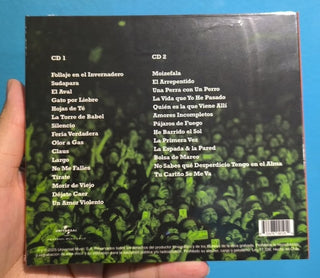 CD 1
Follaje en el Invernadero
Sudapara
El Aval
Gato por Liebre
Hojas de Té
La Torre de Babel
Silencio
Feria Verdadera
Olor a Gas
Claus
Largo
No Me Falles
Tírate
Morir de Viejo
Déjate Caer
Un Amor Violento
CD 2
Moizefala
El Arrepentido
Una Perra con un Perro
La Vida que Yo He Pasado
Quién es la que Viene Allí
Amores Incompletos
Pájaros de Fuego
He Barrido el Sol
La Primera Vez
La Espada & la Pared
Bolsa de Mareo
No Sabes qué Desperdicio Tengo en el Alma
Tu Cariño Se Me Va
UNIVERSAL